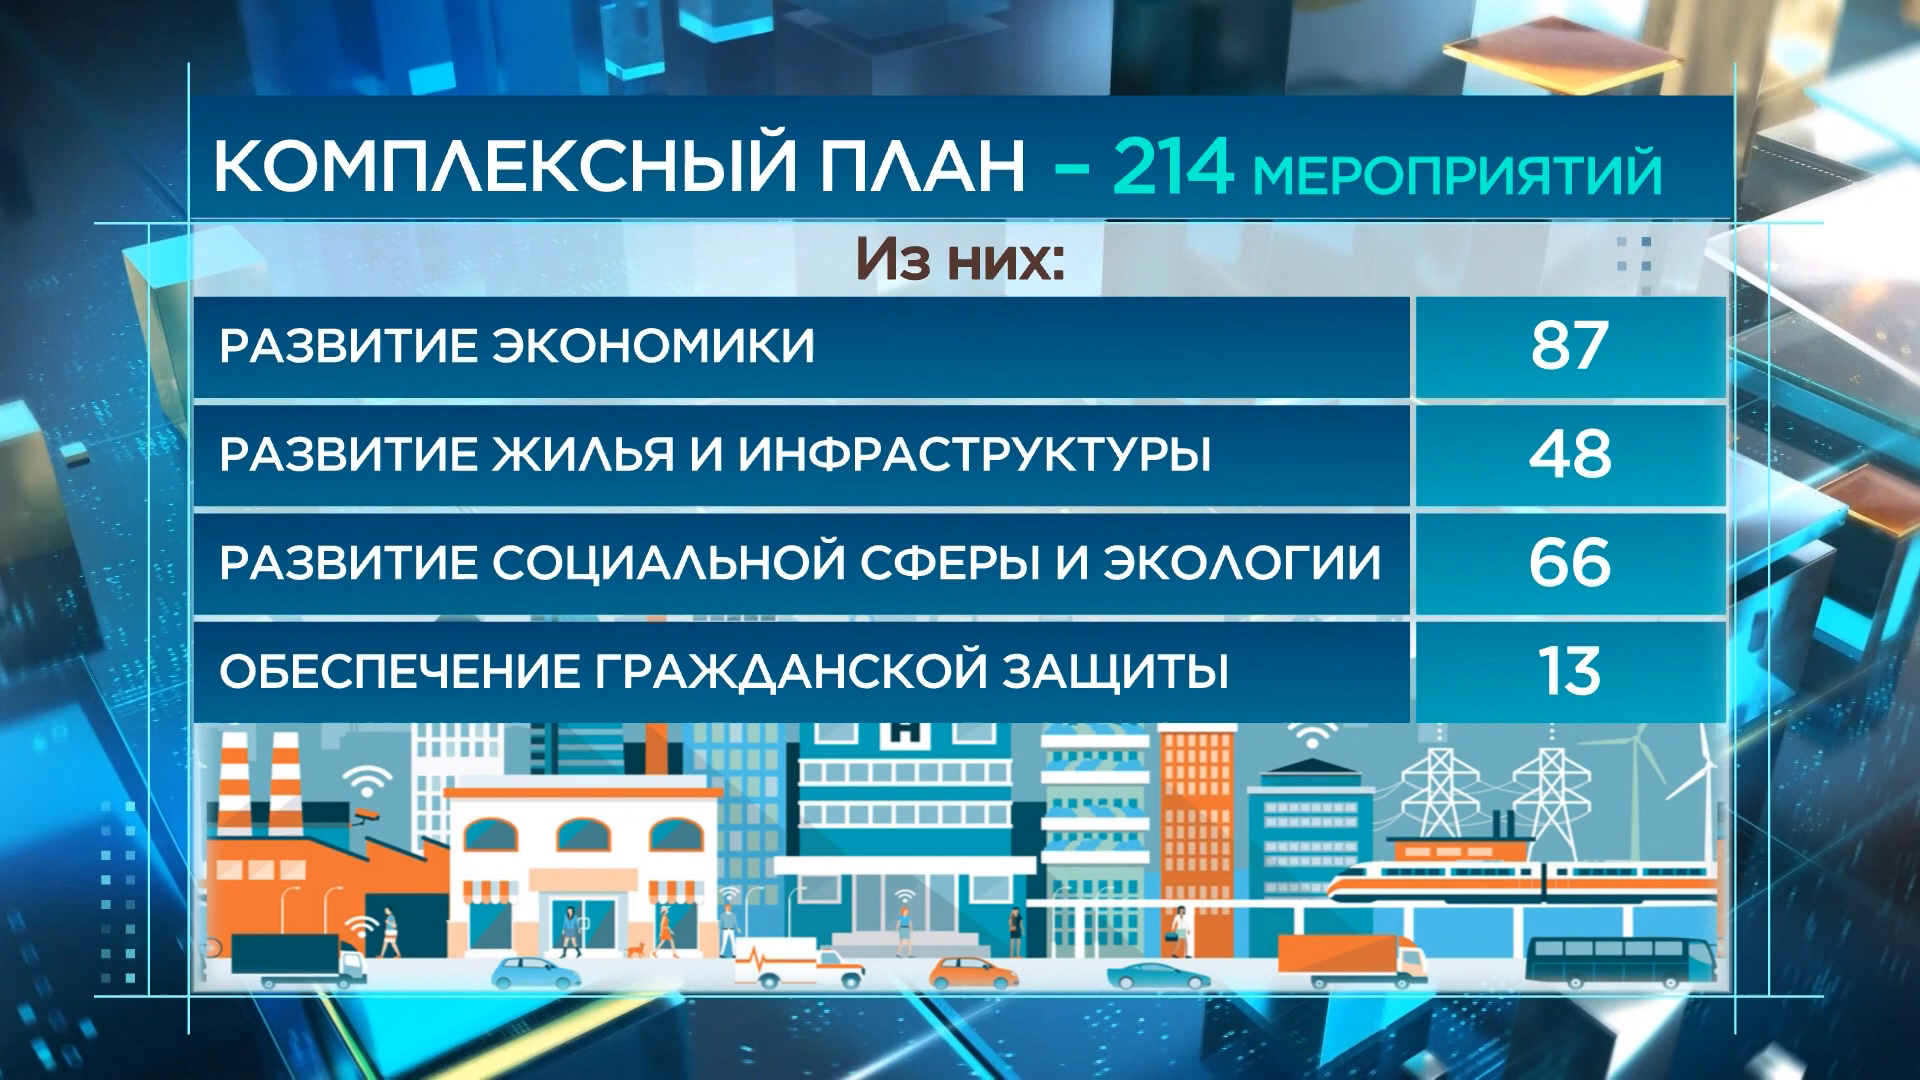 КОМПЛЕКСНЫЙ ПЛАН – 214 МЕРОПРИЯТИЙ
Из них:
РАЗВИТИЕ ЭКОНОМИКИ 87
РАЗВИТИЕ ЖИЛЬЯ И ИНФРАСТРУКТУРЫ 48
РАЗВИТИЕ СОЦИАЛЬНОЙ СФЕРЫ И ЭКОЛОГИИ 66
ОБЕСПЕЧЕНИЕ ГРАЖДАНСКОЙ ЗАЩИТЫ 13
H